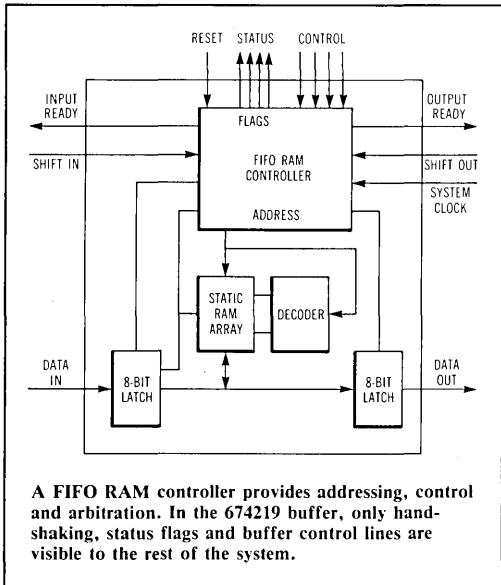 RESET STATUS CONTROL
INPUT
READY
OUTPUT
READY
FLAGS
SHIFT IN
FIFO RAM
CONTROLLER
SHIFT OUT
SYSTEM
CLOCK
ADDRESS
STATIC
RAM
ARRAY
DECODER
DATA
IN
8-BIT
LATCH
8-BIT
LATCH
DATA
OUT
A FIFO RAM controller provides addressing, control
and arbitration. In the 674219 buffer, only hand-
shaking, status flags and buffer control lines are
visible to the rest of the system.